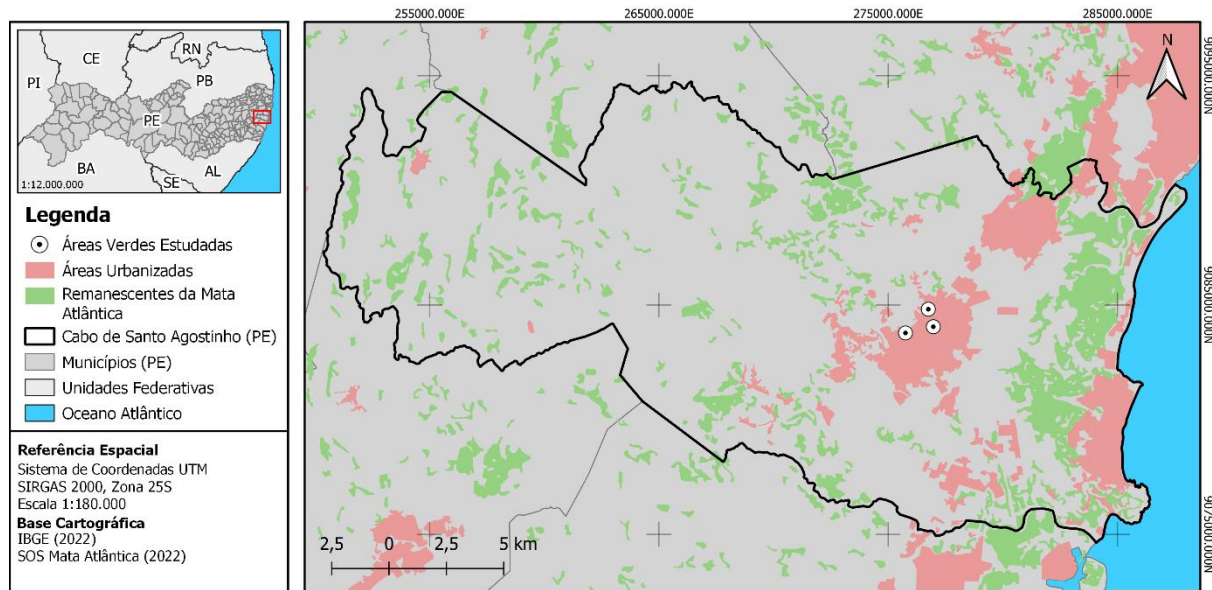 255000.000E 265000.000E 275000.000E 285000.000E
9095000.000N
9085000.000N
9075000.000N
N
CE
RN
PI
PB
PE
BA
AL
SE
1:12.000.000
Legenda
Áreas Verdes Estudadas
Áreas Urbanizadas
Remanescentes da Mata
Atlântica
Cabo de Santo Agostinho (PE)
Municípios (PE)
Unidades Federativas
Oceano Atlântico
Referência Espacial
Sistema de Coordenadas UTM
SIRGAS 2000, Zona 25S
Escala 1:180.000
Base Cartográfica
IBGE (2022)
SOS Mata Atlântica (2022)
2,5 0 2,5 5 km